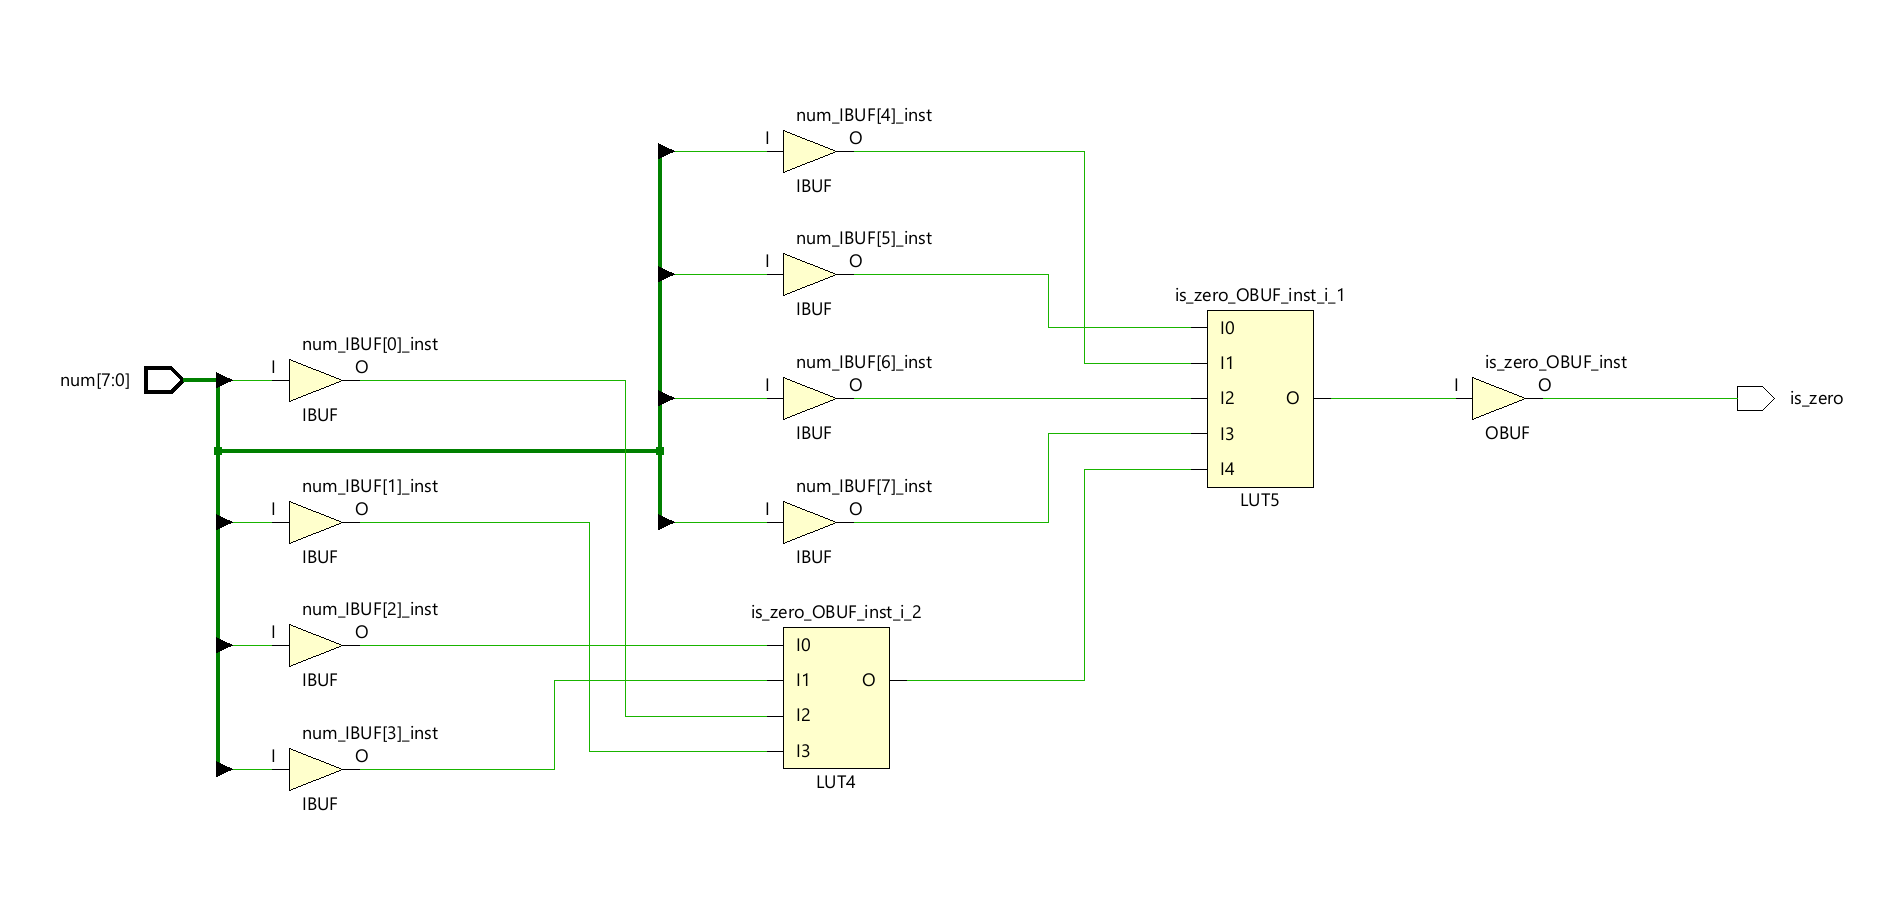 num_IBUF[4]_inst
I
O
IBUF
num_IBUF[5]_inst
I
O
IBUF
is_zero_OBUF_inst_i_1
I0
I1
I2
I3
I4
O
LUT5
num_IBUF[0]_inst
num[7:0]
I
O
IBUF
num_IBUF[6]_inst
I
O
IBUF
is_zero_OBUF_inst
I
O
OBUF
is_zero
num_IBUF[1]_inst
I
O
IBUF
num_IBUF[7]_inst
I
O
IBUF
num_IBUF[2]_inst
I
O
IBUF
is_zero_OBUF_inst_i_2
I0
I1
I2
I3
O
LUT4
num_IBUF[3]_inst
I
O
IBUF